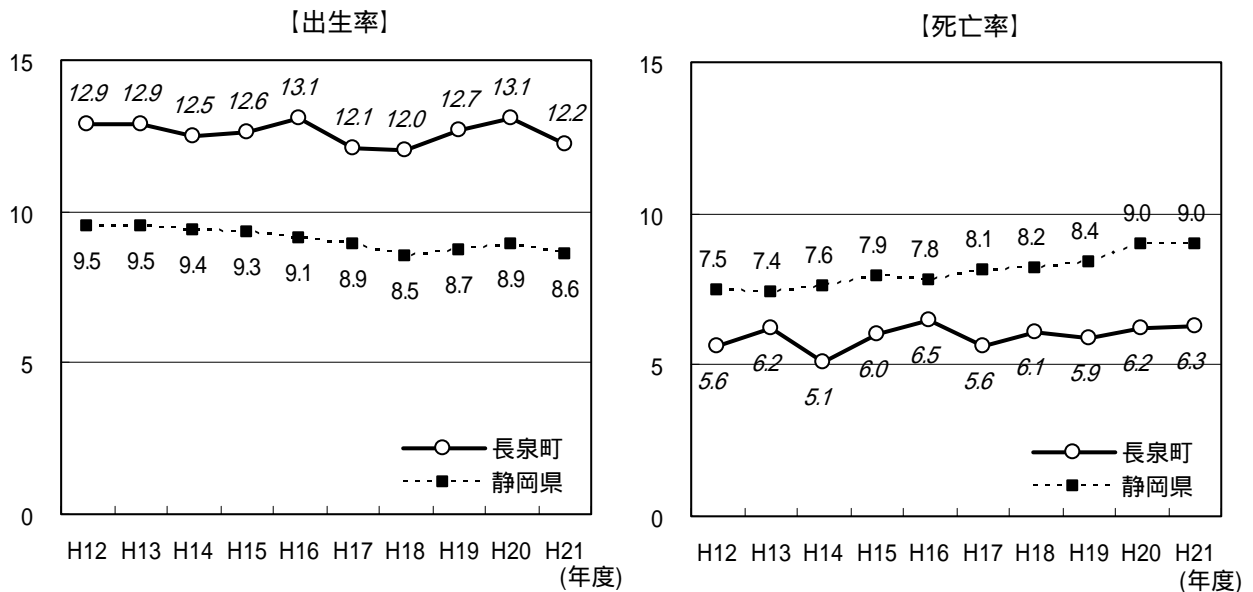 【出生率】
15
10
5
0
12.9 12.9 12.5 12.6 13.1 12.1 12.0 12.7 13.1 12.2
9.5 9.5 9.4 9.3 9.1 8.9 8.5 8.7 8.9 8.6
長泉町
静岡県
H12 H13 H14 H15 H16 H17 H18 H19 H20 H21
(年度)
【死亡率】
15
10
5
0
7.5 7.4 7.6 7.9 7.8 8.1 8.2 8.4 9.0 9.0
5.6 6.2 5.1 6.0 6.5 5.6 6.1 5.9 6.2 6.3
長泉町
静岡県
H12 H13 H14 H15 H16 H17 H18 H19 H20 H21
(年度)